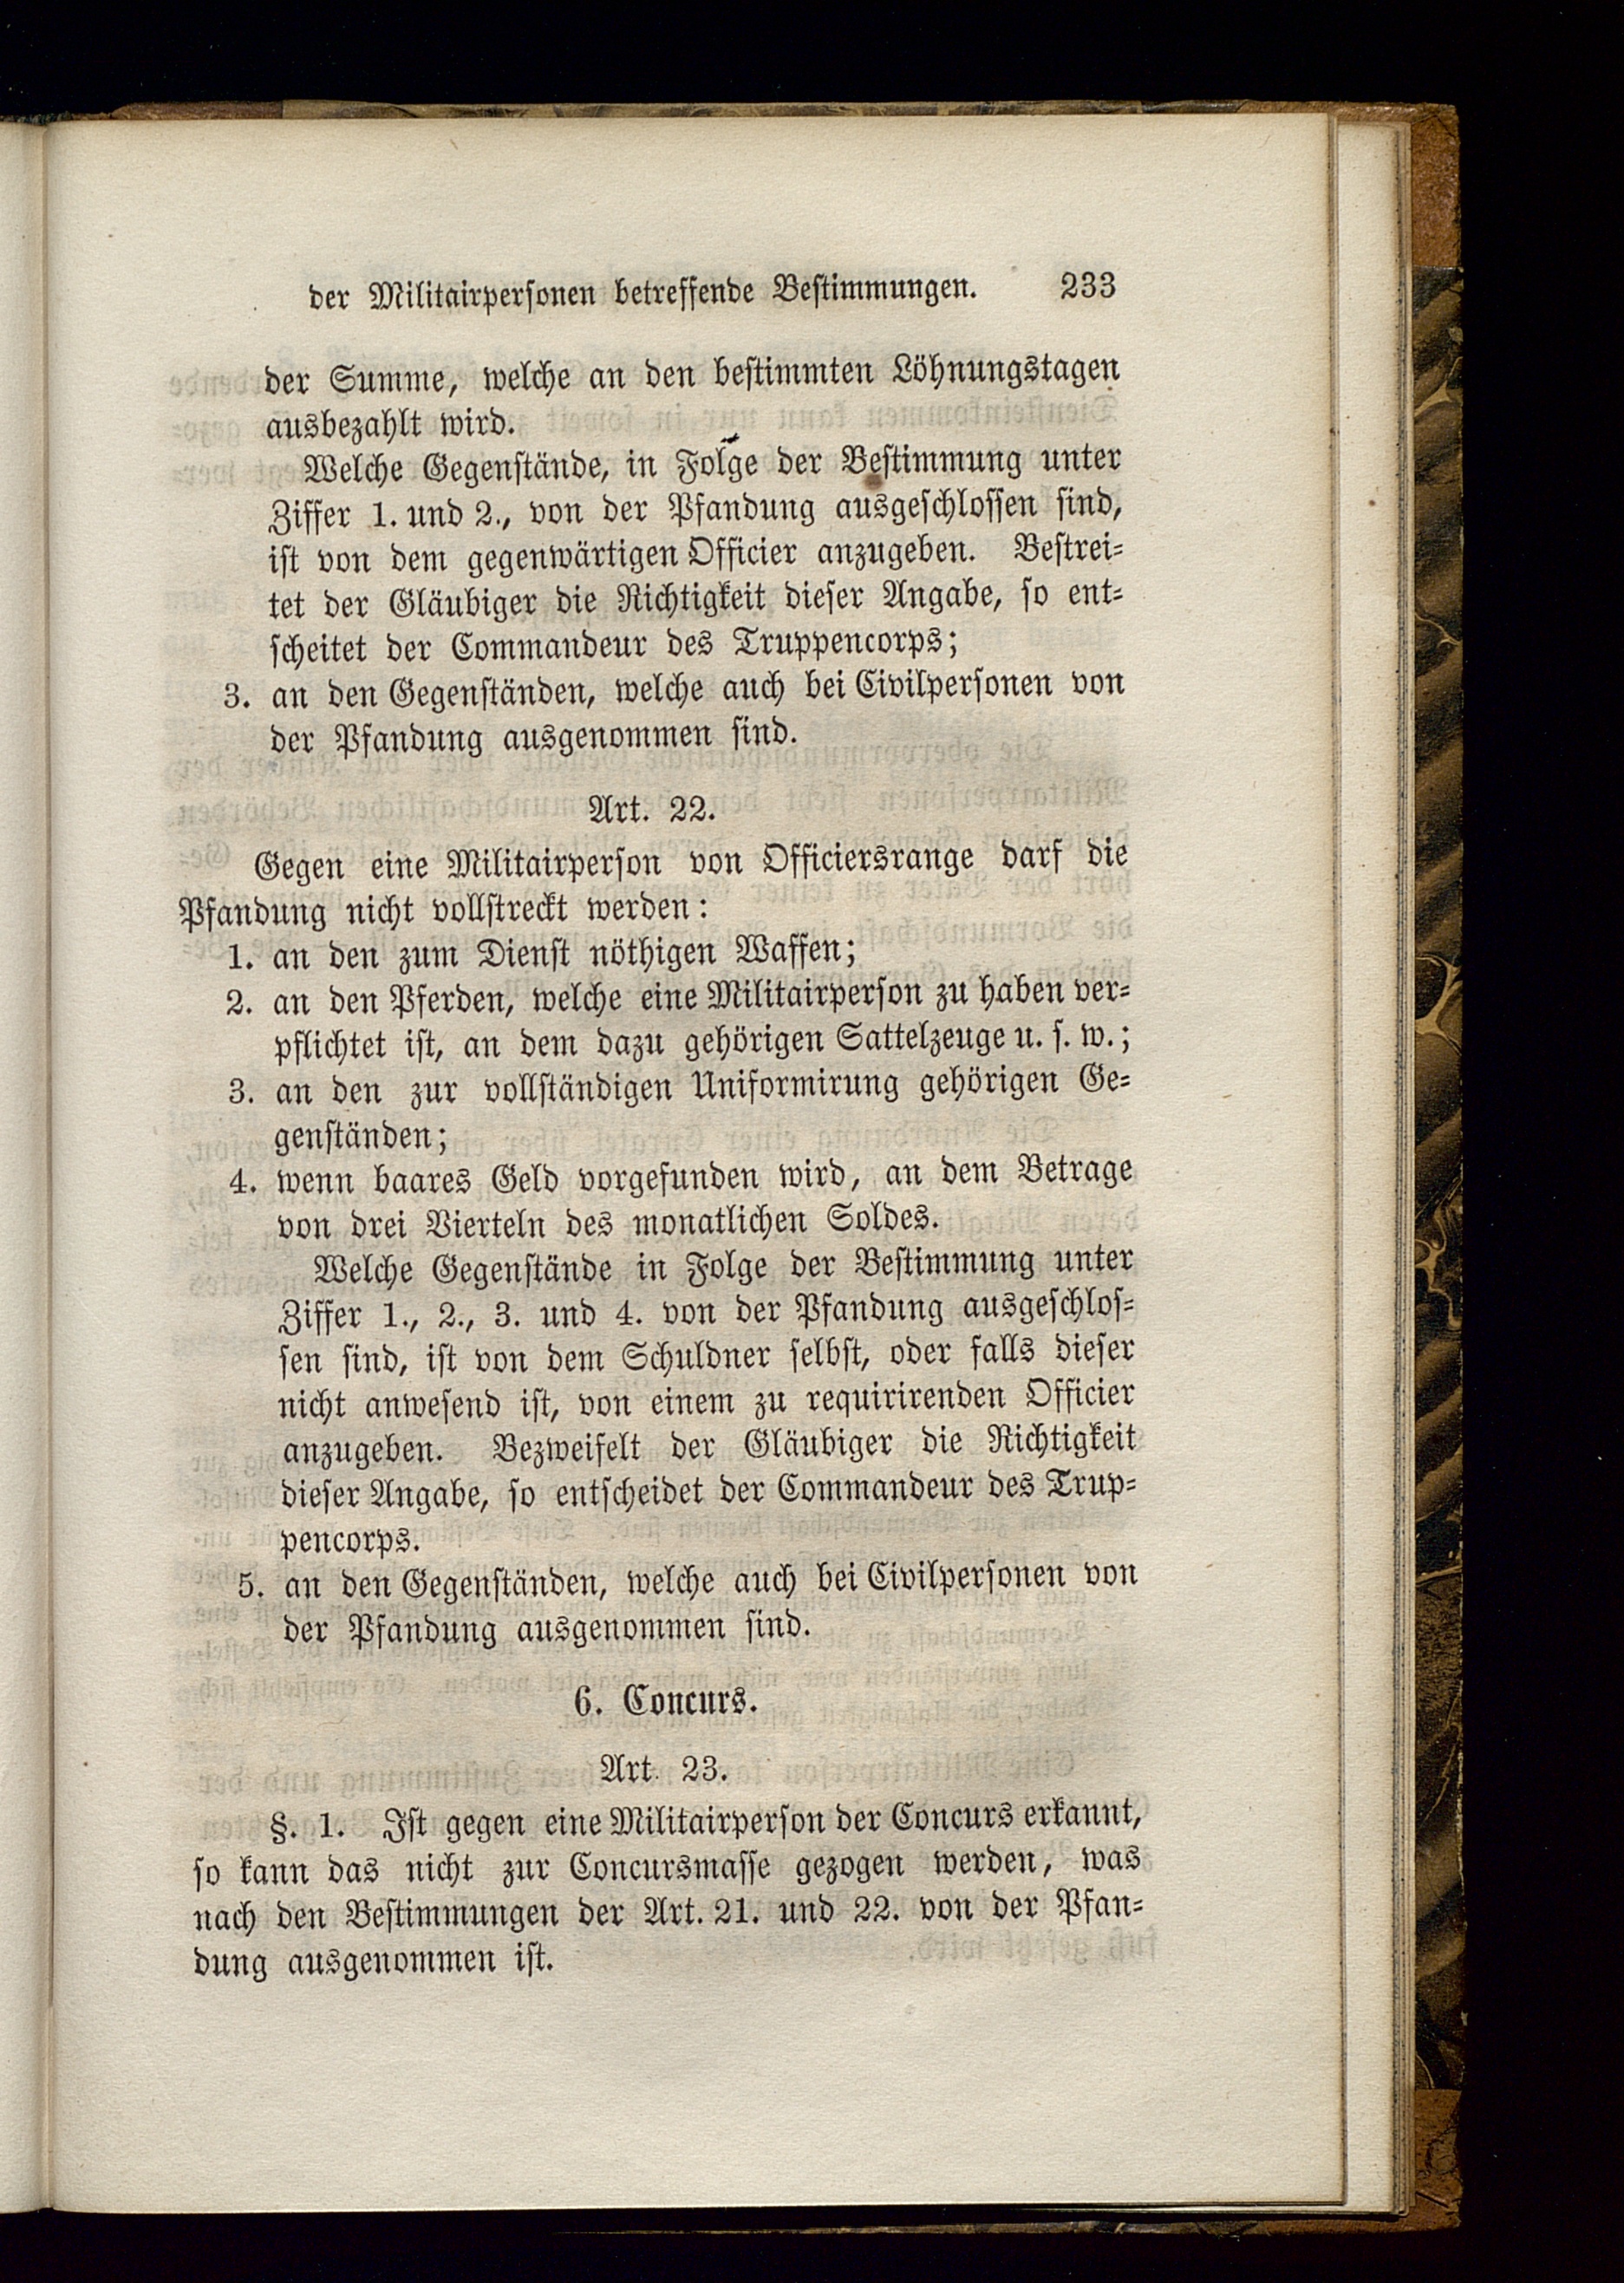 der Militairpersonen betreffende Bestimmungen. 233
der Summe, welche an den bestimmten Löhnungstagen
ausbezahlt wird.
Welche Gegenstände, in Folge der Bestimmung unter
Ziffer 1. und 2., von der Pfandung ausgeschlossen sind,
ist von dem gegenwärtigen Officier anzugeben. Bestrei-
tet der Gläubiger die Richtigkeit dieser Angabe, so ent-
scheitet der Commandeur des Truppencorps;
3. an den Gegenständen, welche auch bei Civilpersonen von
der Pfandung ausgenommen sind.
Art. 22.
Gegen eine Militairperson von Officiersrange darf die
Pfandung nicht vollstreckt werden:
1. an den zum Dienst nöthigen Waffen;
2. an den Pferden, welche eine Militairperson zu haben ver-
pflichtet ist, an dem dazu gehörigen Sattelzeuge u. s. w.;
3. an den zur vollständigen Uniformirung gehörigen Ge-
genständen;
4. wenn baares Geld vorgefunden wird, an dem Betrage
von drei Vierteln des monatlichen Soldes.
Welche Gegenstände in Folge der Bestimmung unter
Ziffer 1., 2., 3. und 4. von der Pfandung ausgeschlos-
sen sind, ist von dem Schuldner selbst, oder falls dieser
nicht anwesend ist, von einem zu requirirenden Officier
anzugeben. Bezweifelt der Gläubiger die Richtigkeit
dieser Angabe, so entscheidet der Commandeur des Trup-
pencorps.
5. an den Gegenständen, welche auch bei Civilpersonen von
der Pfandung ausgenommen sind.
6. Concurs.
Art. 23.
§. 1. Ist gegen eine Militairperson der Concurs erkannt,
so kann das nicht zur Concursmasse gezogen werden, was
nach den Bestimmungen der Art. 21. und 22. von der Pfan-
dung ausgenommen ist.